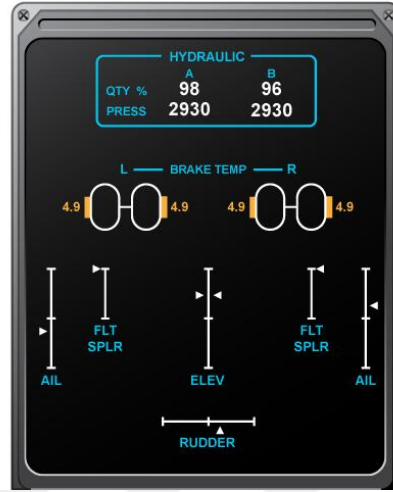 HYDRAULIC
A B
QTY % 98 96
PRESS 2930 2930
L BRAKE TEMP R
4.9 4.9 4.9 4.9
FLT SPLR FLT SPLR
AIL ELEV AIL
RUDDER